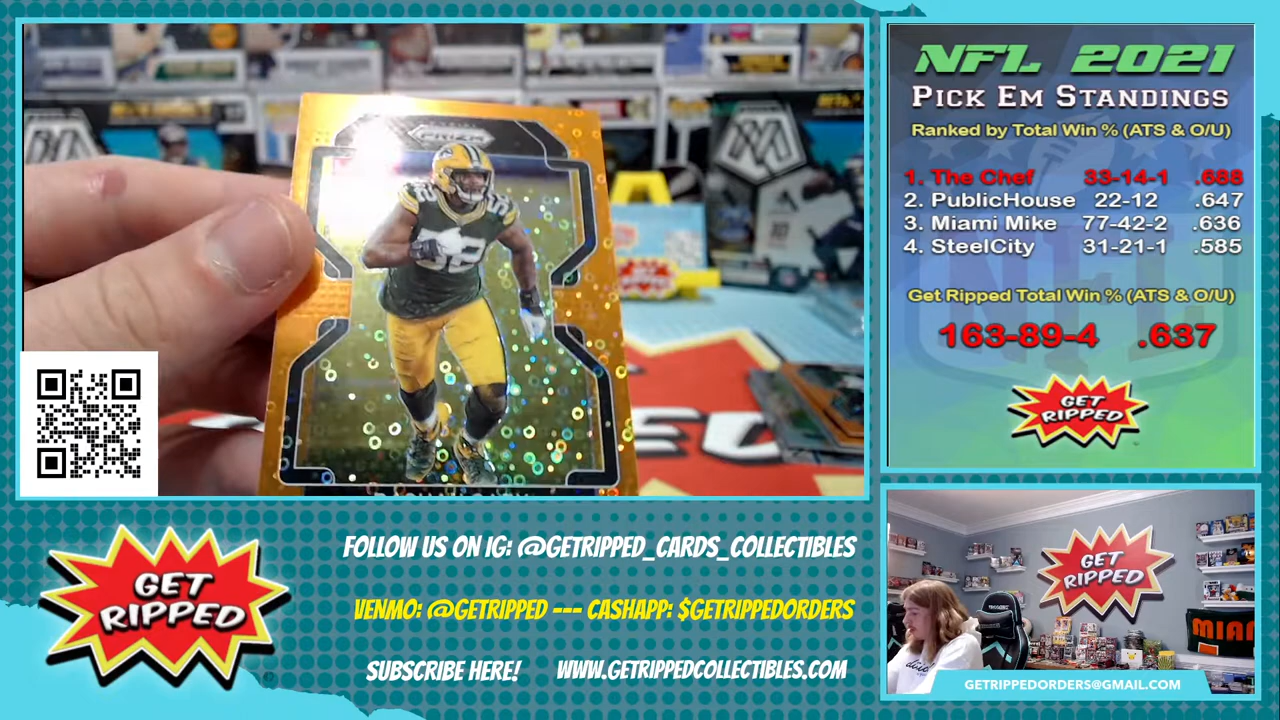 PRIZM
52
NFL 2021
PICK EM STANDINGS
Ranked by Total Win % (ATS & O/U)
1. The Chef 33-14-1 .688
2. PublicHouse 22-12 .647
3. Miami Mike 77-42-2 .636
4. SteelCity 31-21-1 .585
Get Ripped Total Win % (ATS & O/U)
163-89-4 .637
GET
RIPPED
GET
RIPPED
FOLLOW US ON IG: @GETRIPPED_CARDS_COLLECTIBLES
VENMO: @GETRIPPED --- CASHAPP: $GETRIPPEDORDERS
SUBSCRIBE HERE! WWW.GETRIPPEDCOLLECTIBLES.COM
GET
RIPPED
MIAMI
GETRIPPEDORDERS@GMAIL.COM